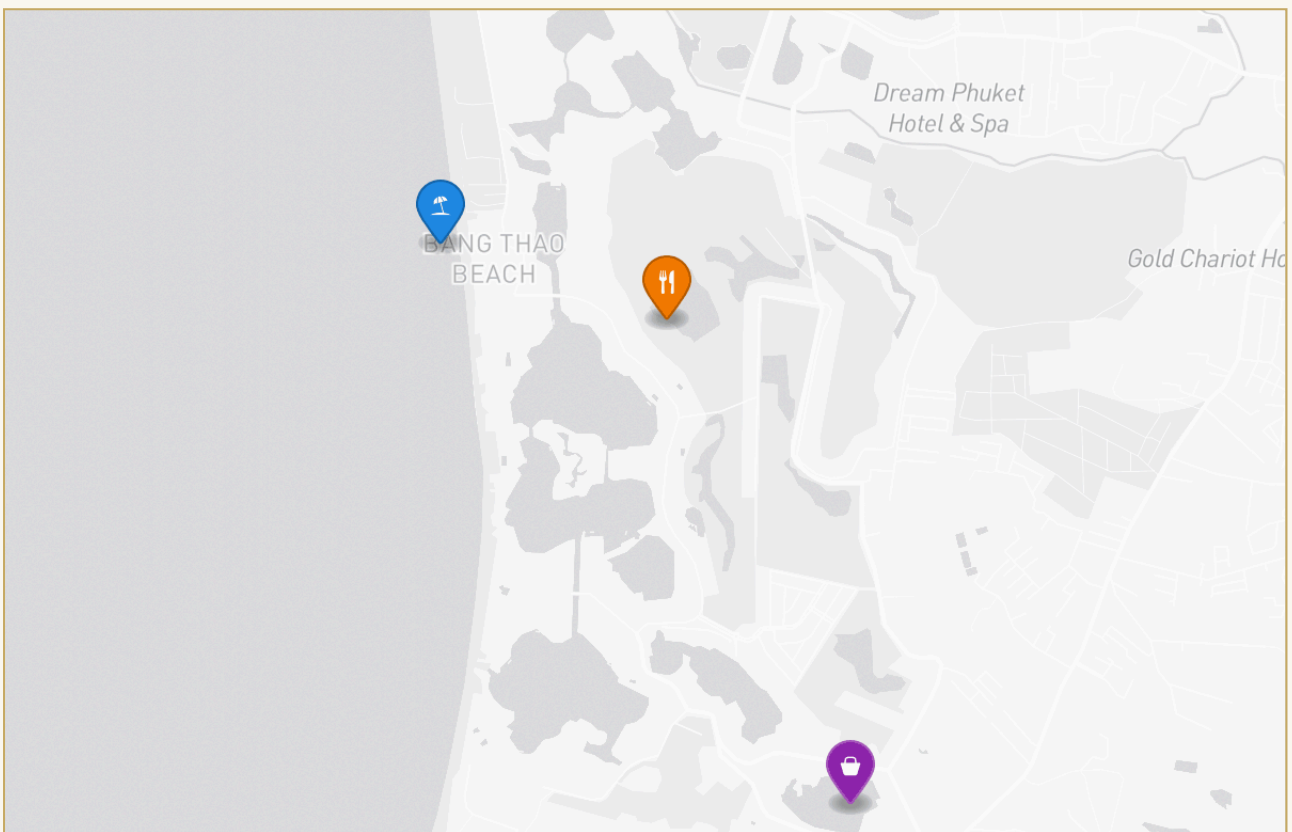 Dream Phuket
Hotel & Spa
BANG THAO
BEACH
Gold Chariot Ho